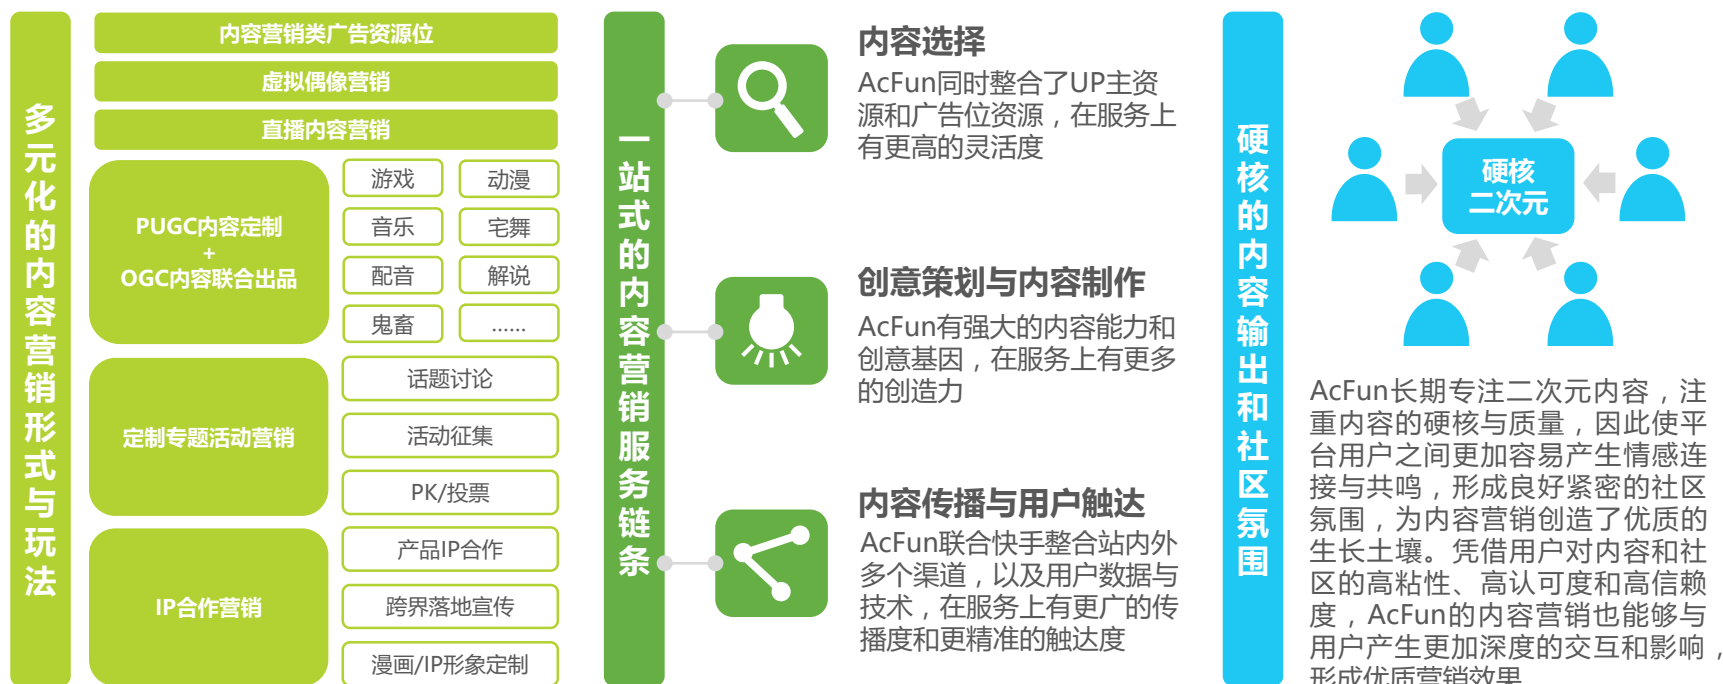 多元化的内容营销形式与玩法
内容营销类广告资源位
虚拟偶像营销
直播内容营销
PUGC内容定制
+
OGC内容联合出品
游戏
动漫
音乐
宅舞
配音
解说
鬼畜
……
定制专题活动营销
话题讨论
活动征集
PK/投票
IP合作营销
产品IP合作
跨界落地宣传
漫画/IP形象定制
一站式的内容营销服务链条
内容选择
AcFun同时整合了UP主资
源和广告位资源，在服务上
有更高的灵活度
创意策划与内容制作
AcFun有强大的内容能力和
创意基因，在服务上有更多
的创造力
内容传播与用户触达
AcFun联合快手整合站内外
多个渠道，以及用户数据与
技术，在服务上有更广的传
播度和更精准的触达度
硬核的内容输出和社区氛围
硬核
二次元
AcFun长期专注二次元内容，注
重内容的硬核与质量，因此使平
台用户之间更加容易产生情感连
接与共鸣，形成良好紧密的社区
氛围，为内容营销创造了优质的
生长土壤。凭借用户对内容和社
区的高粘性、高认可度和高信赖
度，AcFun的内容营销也能够与
用户产生更加深度的交互和影响，
形成优质营销效果